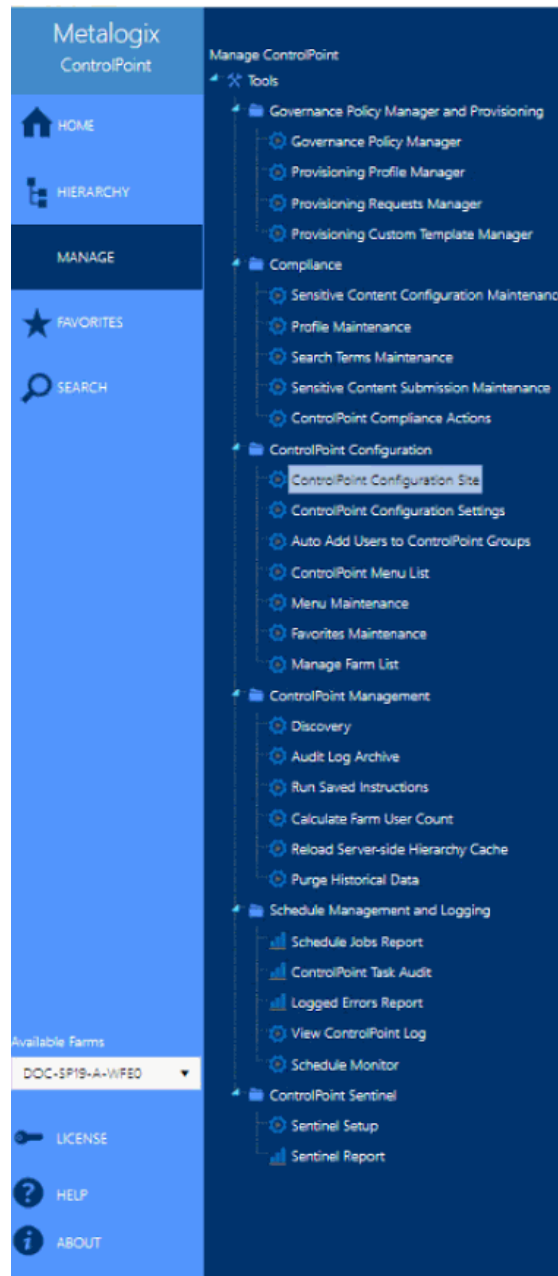 Metalogix
ControlPoint
HOME
HIERARCHY
MANAGE
FAVORITES
SEARCH
Available Farms
DOC-SP19-A-WFE0
LICENSE
HELP
ABOUT
Manage ControlPoint
Tools
Governance Policy Manager and Provisioning
Governance Policy Manager
Provisioning Profile Manager
Provisioning Requests Manager
Provisioning Custom Template Manager
Compliance
Sensitive Content Configuration Maintenanc
Profile Maintenance
Search Terms Maintenance
Sensitive Content Submission Maintenance
ControlPoint Compliance Actions
ControlPoint Configuration
ControlPoint Configuration Site
ControlPoint Configuration Settings
Auto Add Users to ControlPoint Groups
ControlPoint Menu List
Menu Maintenance
Favorites Maintenance
Manage Farm List
ControlPoint Management
Discovery
Audit Log Archive
Run Saved Instructions
Calculate Farm User Count
Reload Server-side Hierarchy Cache
Purge Historical Data
Schedule Management and Logging
Schedule Jobs Report
ControlPoint Task Audit
Logged Errors Report
View ControlPoint Log
Schedule Monitor
ControlPoint Sentinel
Sentinel Setup
Sentinel Report